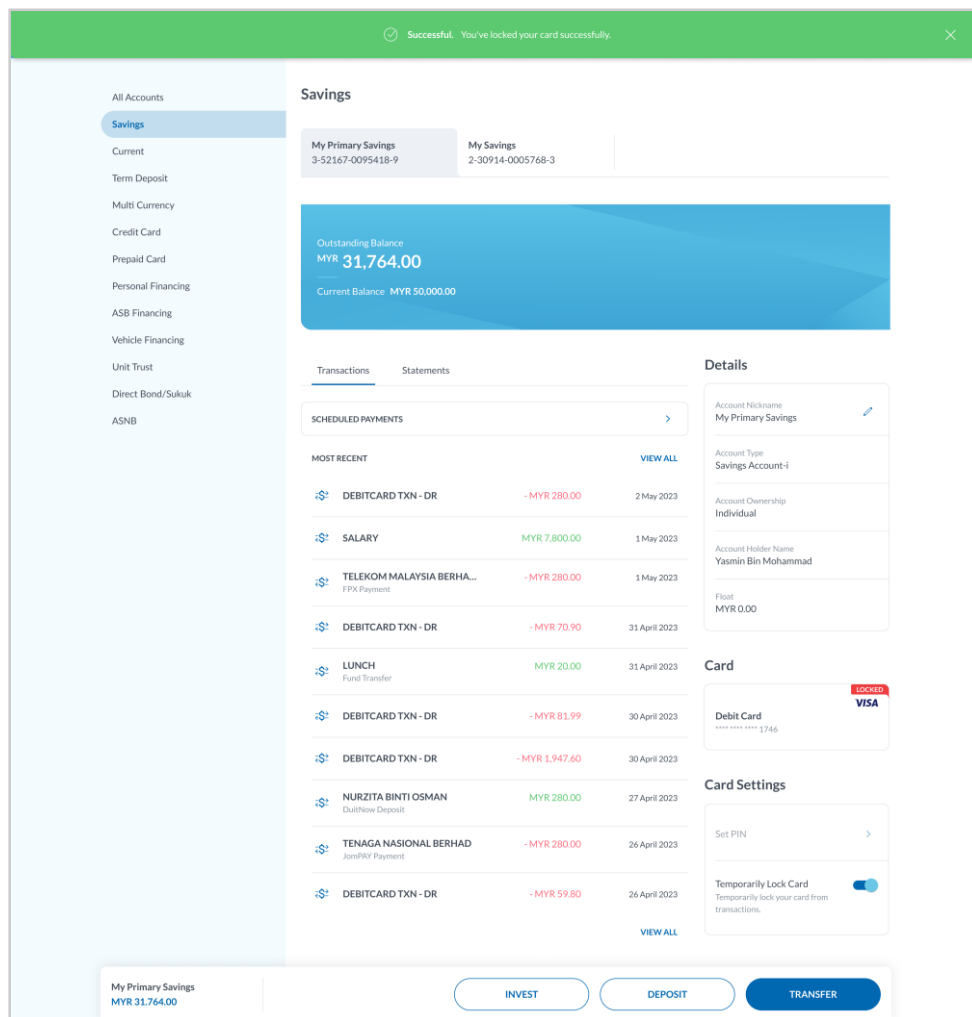 Successful. You've locked your card successfully.
All Accounts
Savings
Current
Term Deposit
Multi Currency
Credit Card
Prepaid Card
Personal Financing
ASB Financing
Vehicle Financing
Unit Trust
Direct Bond/Sukuk
ASNB
Savings
My Primary Savings
3-52167-0095418-9
My Savings
2-30914-0005768-3
Outstanding Balance
MYR 31,764.00
Current Balance MYR 50,000.00
Transactions
Statements
SCHEDULED PAYMENTS
MOST RECENT VIEW ALL
DEBITCARD TXN - DR - MYR 280.00 2 May 2023
SALARY MYR 7,800.00 1 May 2023
TELEKOM MALAYSIA BERHA... - MYR 280.00 1 May 2023
FPX Payment
DEBITCARD TXN - DR - MYR 70.90 31 April 2023
LUNCH MYR 20.00 31 April 2023
Fund Transfer
DEBITCARD TXN - DR - MYR 81.99 30 April 2023
DEBITCARD TXN - DR - MYR 1,947.60 30 April 2023
NURZITA BINTI OSMAN MYR 280.00 27 April 2023
DuitNow Deposit
TENAGA NASIONAL BERHAD - MYR 280.00 26 April 2023
JomPAY Payment
DEBITCARD TXN - DR - MYR 59.80 26 April 2023
VIEW ALL
Details
Account Nickname
My Primary Savings
Account Type
Savings Account-i
Account Ownership
Individual
Account Holder Name
Yasmin Bin Mohammad
Float
MYR 0.00
Card
LOCKED
VISA
Debit Card
**** **** **** 1746
Card Settings
Set PIN
Temporarily Lock Card
Temporarily lock your card from
transactions.
My Primary Savings
MYR 31.764.00
INVEST
DEPOSIT
TRANSFER